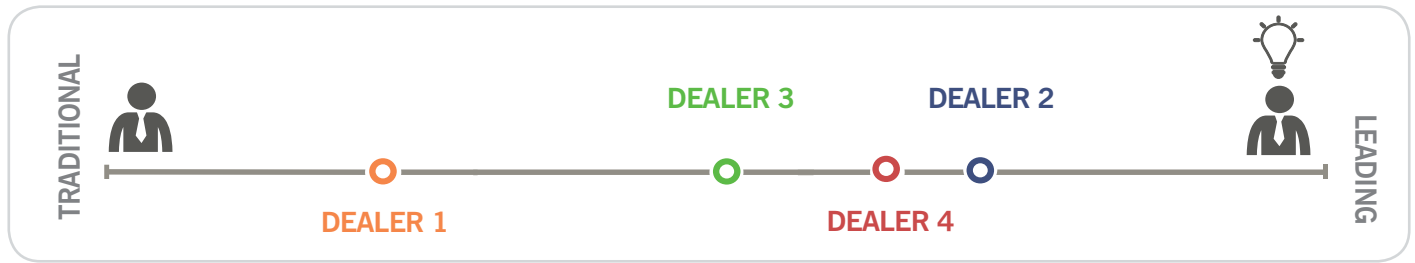 TRADITIONAL
DEALER 1
DEALER 3
DEALER 4
DEALER 2
LEADING